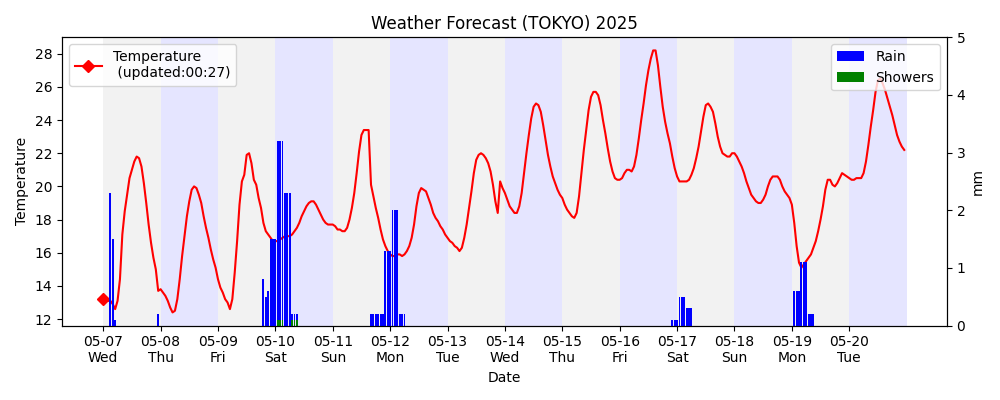 Weather Forecast (TOKYO) 2025
Temperature
(updated:00:27)
Rain
Showers
Temperature
28
26
24
22
20
18
16
14
12
5
4
3
2
1
0
mm
05-07 05-08 05-09 05-10 05-11 05-12 05-13 05-14 05-15 05-16 05-17 05-18 05-19 05-20
Wed Thu Fri Sat Sun Mon Tue Wed Thu Fri Sat Sun Mon Tue
Date